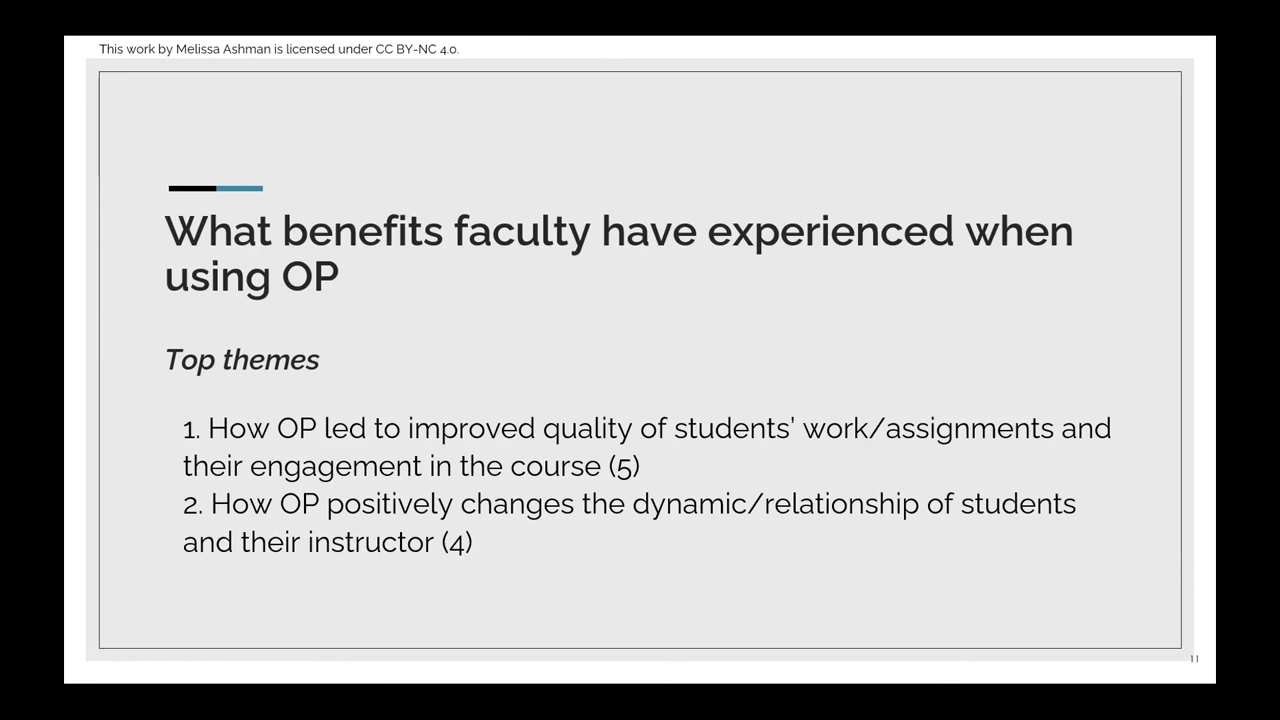 This work by Melissa Ashman is licensed under CC BY-NC 4.0.
What benefits faculty have experienced when
using OP
Top themes
1. How OP led to improved quality of students’ work/assignments and
their engagement in the course (5)
2. How OP positively changes the dynamic/relationship of students
and their instructor (4)
11